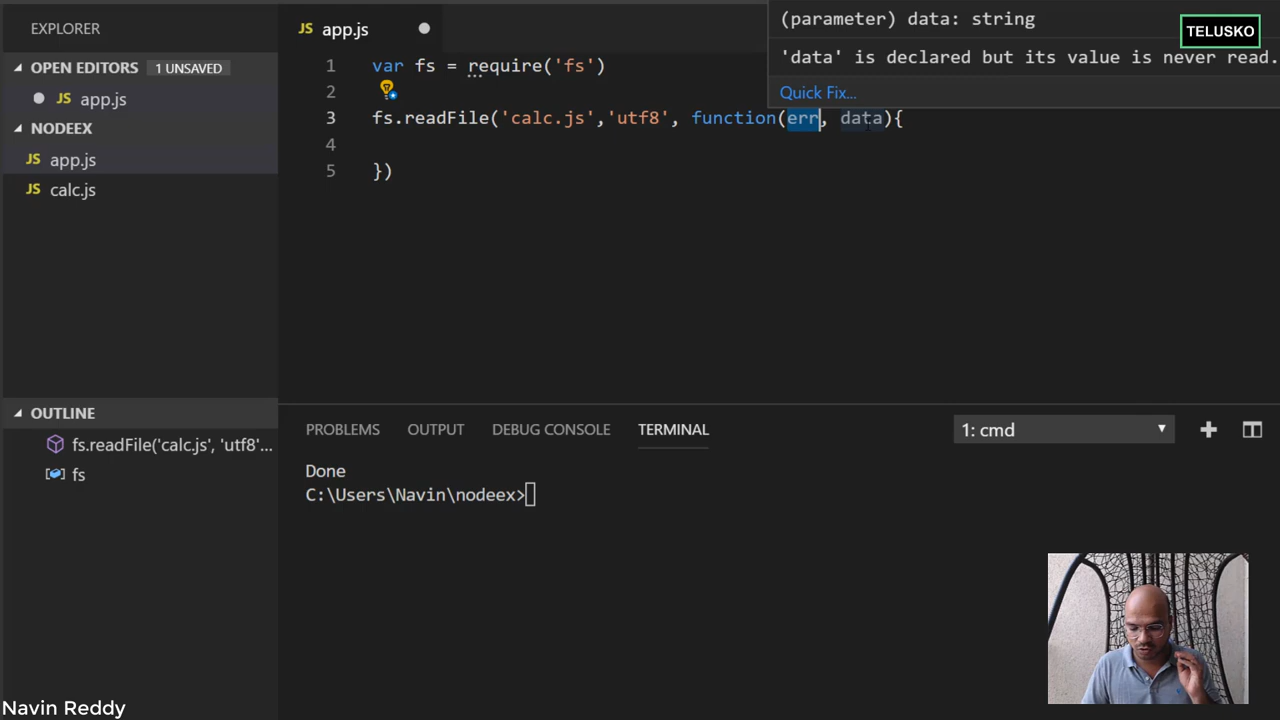 EXPLORER
OPEN EDITORS 1 UNSAVED
JS app.js
NODEEX
JS app.js
JS calc.js
OUTLINE
fs.readFile('calc.js', 'utf8'...
fs
JS app.js
(parameter) data: string
'data' is declared but its value is never read.
Quick Fix...
TELUSKO
1 var fs = require('fs')
2
3 fs.readFile('calc.js','utf8', function(err, data){
4
5 })
PROBLEMS OUTPUT DEBUG CONSOLE TERMINAL 1: cmd
Done
C:\Users\Navin\nodeex>
Navin Reddy